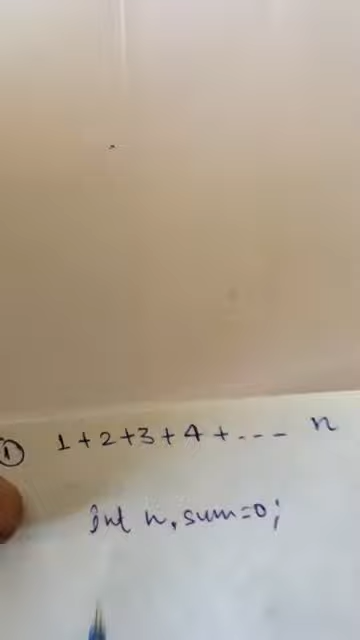 ① 1+2+3+4+--- n
int n, sum=0;